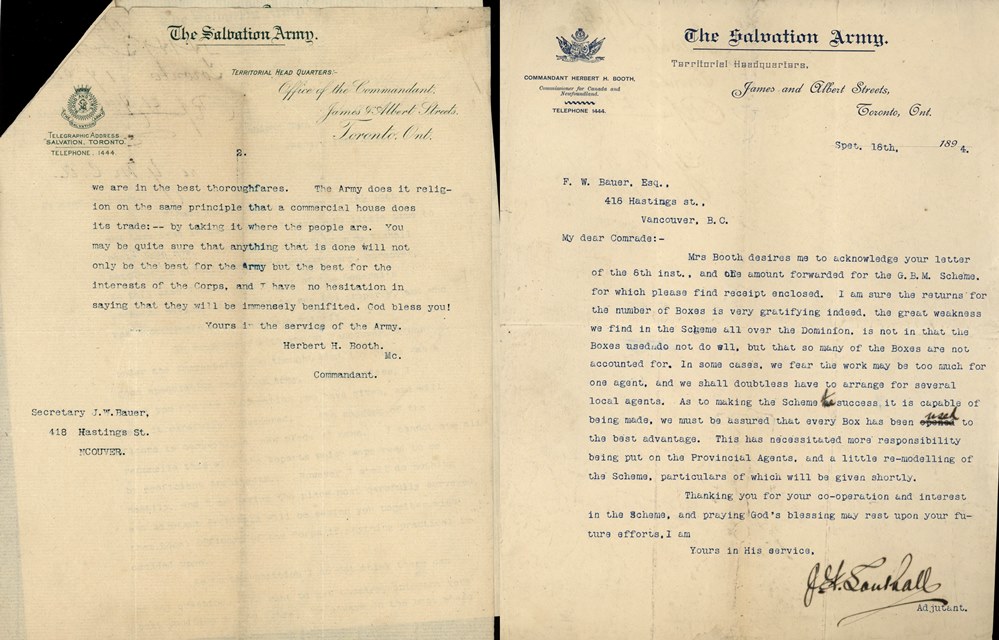 The Salvation Army.
TERRITORIAL HEAD QUARTERS:-
Office of the Commandant.
James & Albert Streets.
Toronto, Ont.
TELEGRAPHIC ADDRESS
SALVATION, TORONTO.
TELEPHONE. 1444.
2.
we are in the best thoroughfares. The Army does it relig-
ion on the same principle that a commercial house does
its trade:-- by taking it where the people are. You
may be quite sure that anything that is done will not
only be the best for the Army but the best for the
interests of the Corps, and I have no hesitation in
saying that they will be immensely benifited. God bless you!
Yours in the service of the Army.
Herbert H. Booth.
Mc.
Commandant.
Secretary J.W.Bauer,
418 Hastings St.
NCOUVER.
The Salvation Army.
Territorial Headquarters,
COMMANDANT HERBERT H. BOOTH,
Commissioner for Canada and
Newfoundland.
TELEPHONE 1444.
James and Albert Streets,
Toronto, Ont.
Spet. 18th, 1894.
F. W. Bauer, Esq.,
418 Hastings st.,
Vancouver, B.C.
My dear Comrade:-
Mrs Booth desires me to acknowledge your letter
of the 8th inst., and the amount forwarded for the G.B.M. Scheme.
for which please find receipt enclosed. I am sure the returns for
the number of Boxes is very gratifying indeed, the great weakness
we find in the Scheme all over the Dominion, is not in that the
Boxes usedndo not do wll, but that so many of the Boxes are not
accounted for. In some cases, we fear the work may be too much for
one agent, and we shall doubtless have to arrange for several
local agents. As to making the Scheme the success it is capable of
being made, we must be assured that every Box has been opened used to
the best advantage. This has necessitated more responsibility
being put on the Provincial Agents, and a little re-modelling of
the Scheme, particulars of which will be given shortly.
Thanking you for your co-operation and interest
in the Scheme, and praying God's blessing may rest upon your fu-
ture efforts,I am
Yours in His service,
Adjutant.